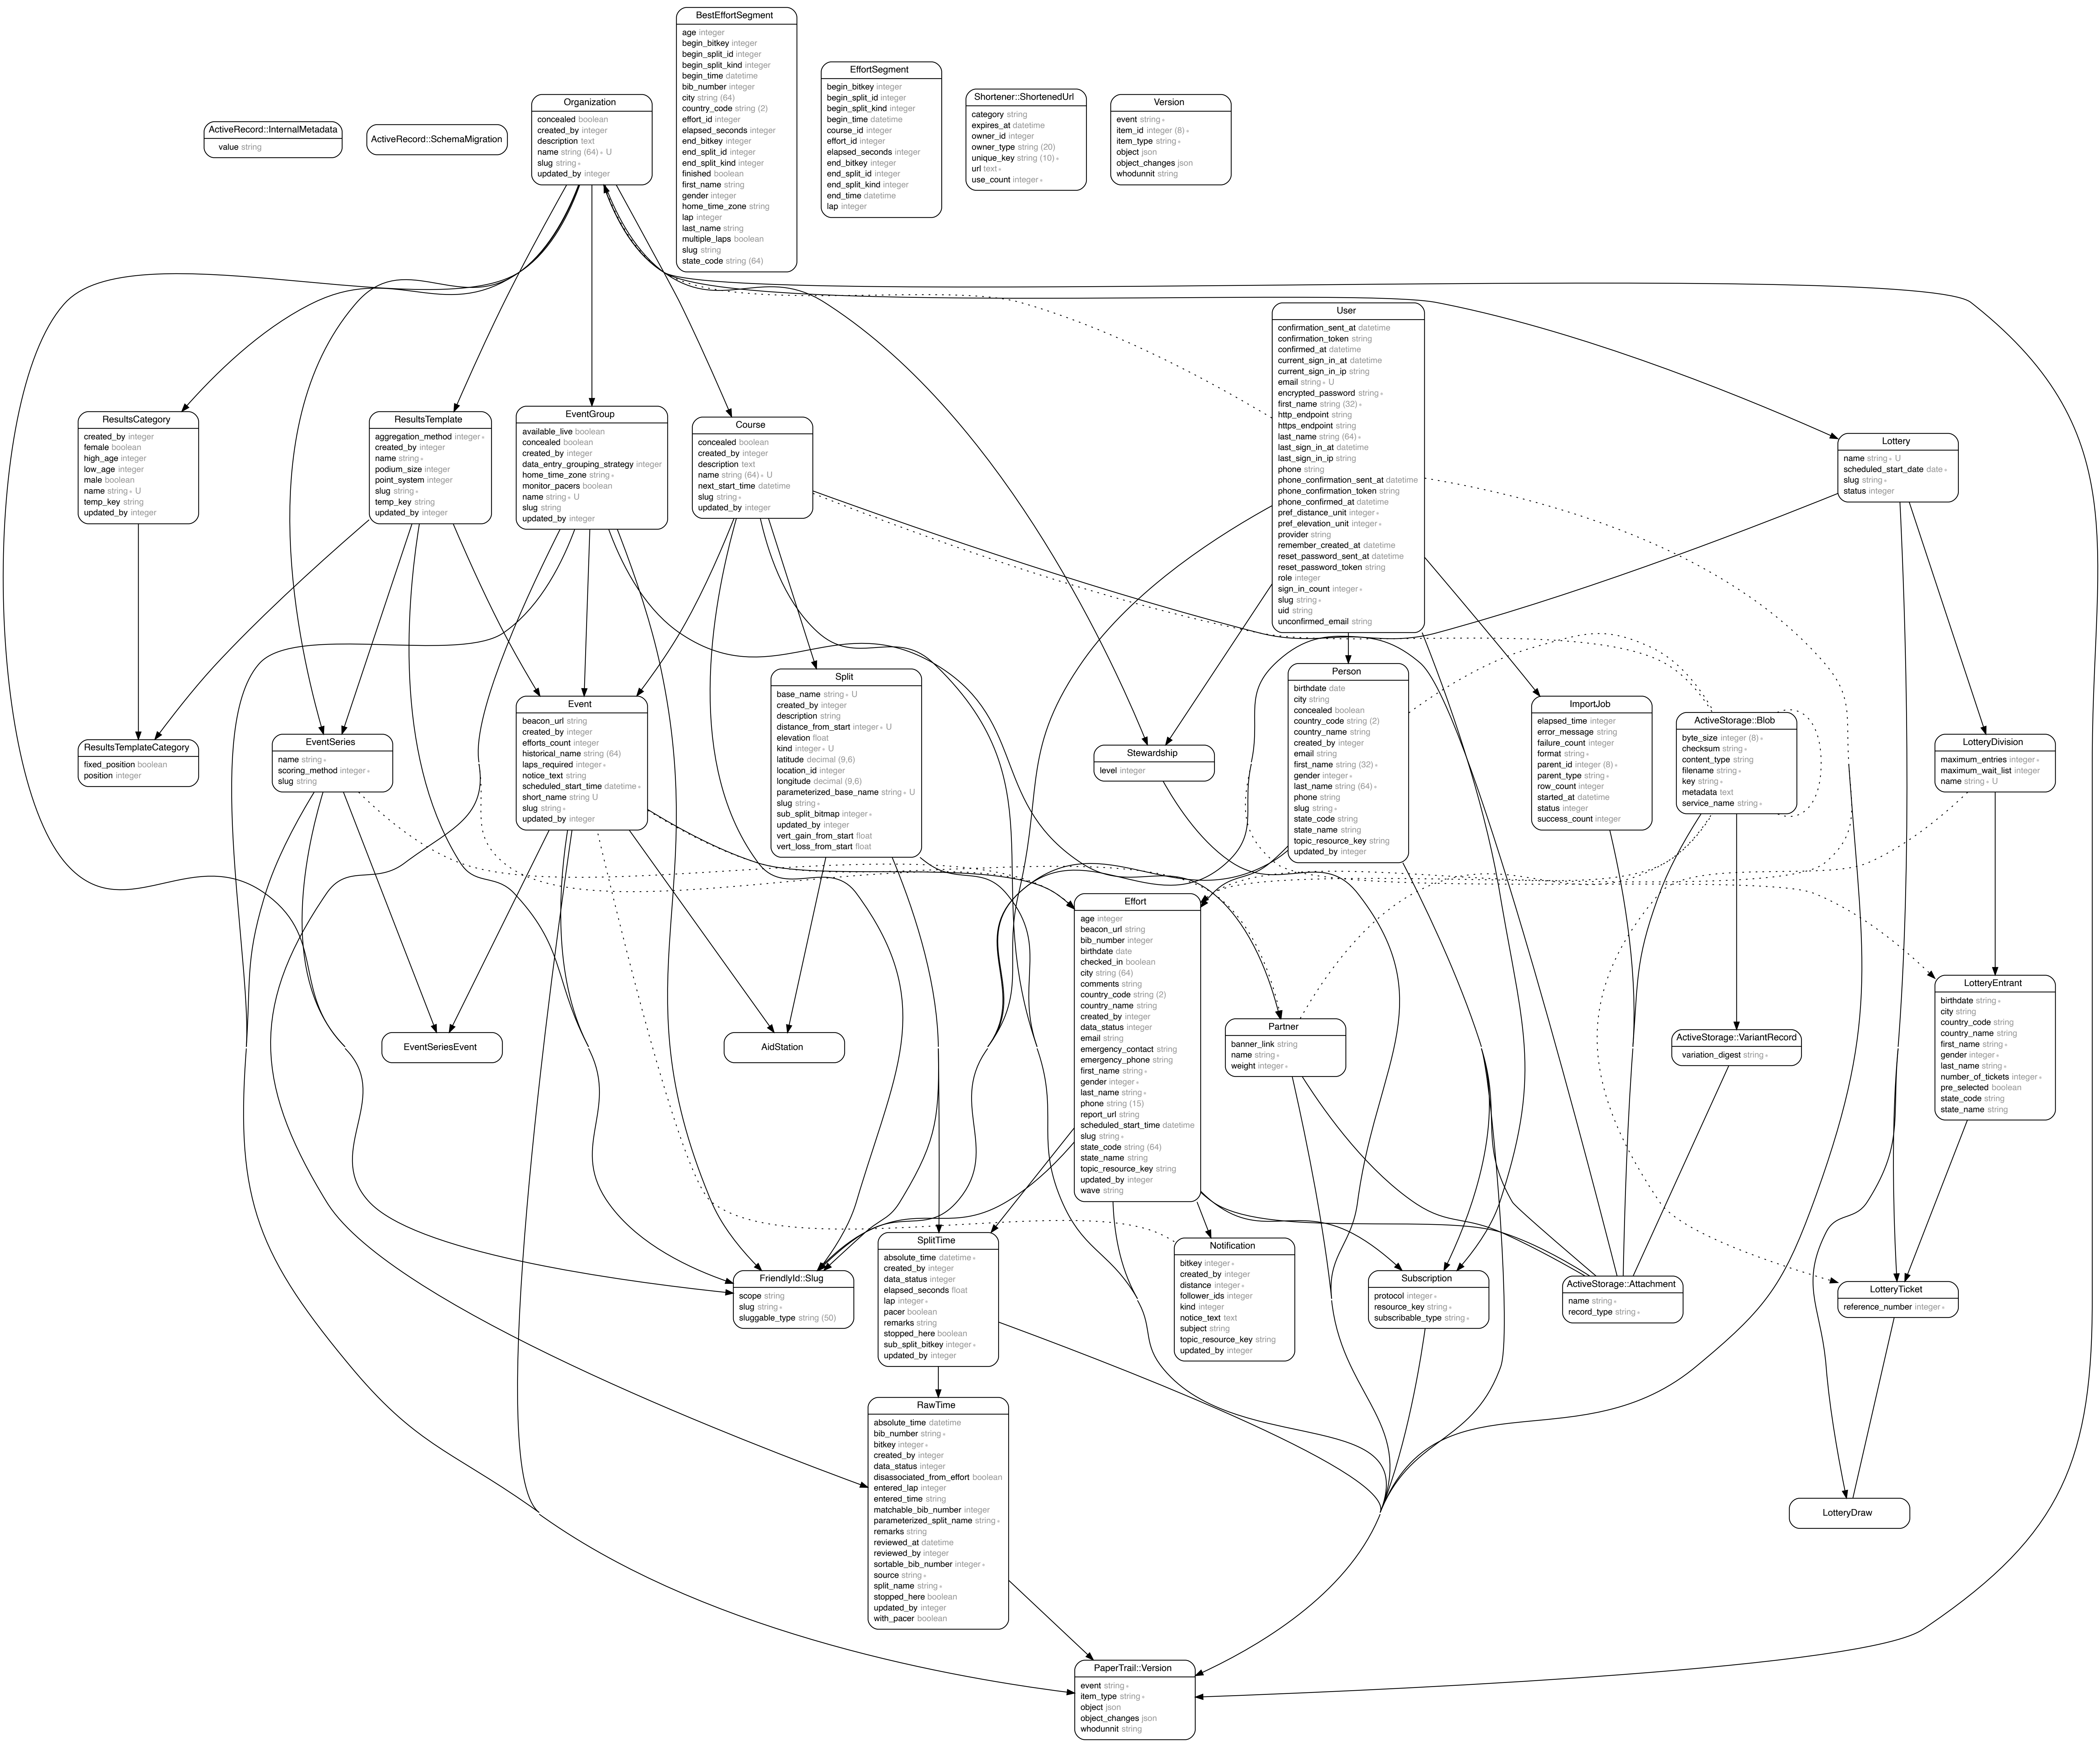 BestEffortSegment
age integer
begin_bitkey integer
begin_split_id integer
begin_split_kind integer
begin_time datetime
bib_number integer
city string (64)
country_code string (2)
effort_id integer
elapsed_seconds integer
end_bitkey integer
end_split_id integer
end_split_kind integer
finished boolean
first_name string
gender integer
home_time_zone string
lap integer
last_name string
multiple_laps boolean
slug string
state_code string (64)
EffortSegment
begin_bitkey integer
begin_split_id integer
begin_split_kind integer
begin_time datetime
course_id integer
effort_id integer
elapsed_seconds integer
end_bitkey integer
end_split_id integer
end_split_kind integer
end_time datetime
lap integer
Shortener::ShortenedUrl
category string
expires_at datetime
owner_id integer
owner_type string (20)
unique_key string (10) *
url text *
use_count integer *
Version
event string *
item_id integer (8) *
item_type string *
object json
object_changes json
whodunnit string
Organization
concealed boolean
created_by integer
description text
name string (64) * U
slug string *
updated_by integer
ActiveRecord::InternalMetadata
value string
ActiveRecord::SchemaMigration
User
confirmation_sent_at datetime
confirmation_token string
confirmed_at datetime
current_sign_in_at datetime
current_sign_in_ip string
email string * U
encrypted_password string *
first_name string (32) *
http_endpoint string
https_endpoint string
last_name string (64) *
last_sign_in_at datetime
last_sign_in_ip string
phone string
phone_confirmation_sent_at datetime
phone_confirmation_token string
phone_confirmed_at datetime
pref_distance_unit integer *
pref_elevation_unit integer *
provider string
remember_created_at datetime
reset_password_sent_at datetime
reset_password_token string
role integer
sign_in_count integer *
slug string *
uid string
unconfirmed_email string
ResultsCategory
created_by integer
female boolean
high_age integer
low_age integer
male boolean
name string * U
temp_key string
updated_by integer
ResultsTemplate
aggregation_method integer *
created_by integer
name string *
podium_size integer
point_system integer
slug string *
temp_key string
updated_by integer
EventGroup
available_live boolean
concealed boolean
created_by integer
data_entry_grouping_strategy integer
home_time_zone string *
monitor_pacers boolean
name string * U
slug string
updated_by integer
Course
concealed boolean
created_by integer
description text
name string (64) * U
next_start_time datetime
slug string *
updated_by integer
Lottery
name string * U
scheduled_start_date date *
slug string *
status integer
ResultsTemplateCategory
fixed_position boolean
position integer
EventSeries
name string *
scoring_method integer *
slug string
Event
beacon_url string
created_by integer
efforts_count integer
historical_name string (64)
laps_required integer *
notice_text string
scheduled_start_time datetime *
short_name string U
slug string *
updated_by integer
Split
base_name string * U
created_by integer
description string
distance_from_start integer * U
elevation float
kind integer * U
latitude decimal (9,6)
location_id integer
longitude decimal (9,6)
parameterized_base_name string * U
slug string *
sub_split_bitmap integer *
updated_by integer
vert_gain_from_start float
vert_loss_from_start float
Stewardship
level integer
Person
birthdate date
city string
concealed boolean
country_code string (2)
country_name string
created_by integer
email string
first_name string (32) *
gender integer *
last_name string (64) *
phone string
slug string *
state_code string
state_name string
topic_resource_key string
updated_by integer
ImportJob
elapsed_time integer
error_message string
failure_count integer
format string *
parent_id integer (8) *
parent_type string *
row_count integer
started_at datetime
status integer
success_count integer
ActiveStorage::Blob
byte_size integer (8) *
checksum string *
content_type string
filename string *
key string *
metadata text
service_name string *
LotteryDivision
maximum_entries integer *
maximum_wait_list integer
name string * U
Effort
age integer
beacon_url string
bib_number integer
birthdate date
checked_in boolean
city string (64)
comments string
country_code string (2)
country_name string
created_by integer
data_status integer
email string
emergency_contact string
emergency_phone string
first_name string *
gender integer *
last_name string *
phone string (15)
report_url string
scheduled_start_time datetime
slug string *
state_code string (64)
state_name string
topic_resource_key string
updated_by integer
wave string
EventSeriesEvent
AidStation
Partner
banner_link string
name string *
weight integer *
ActiveStorage::VariantRecord
variation_digest string *
LotteryEntrant
birthdate string *
city string
country_code string
country_name string
first_name string *
gender integer *
last_name string *
number_of_tickets integer *
pre_selected boolean
state_code string
state_name string
FriendlyId::Slug
scope string
slug string *
sluggable_type string (50)
SplitTime
absolute_time datetime *
created_by integer
data_status integer
elapsed_seconds float
lap integer *
pacer boolean
remarks string
stopped_here boolean
sub_split_bitkey integer *
updated_by integer
Notification
bitkey integer *
created_by integer
distance integer *
follower_ids integer
kind integer
notice_text text
subject string
topic_resource_key string
updated_by integer
Subscription
protocol integer *
resource_key string *
subscribable_type string *
ActiveStorage::Attachment
name string *
record_type string *
LotteryTicket
reference_number integer *
RawTime
absolute_time datetime
bib_number string *
bitkey integer *
created_by integer
data_status integer
disassociated_from_effort boolean
entered_lap integer
entered_time string
matchable_bib_number integer
parameterized_split_name string *
remarks string
reviewed_at datetime
reviewed_by integer
sortable_bib_number integer *
source string *
split_name string *
stopped_here boolean
updated_by integer
with_pacer boolean
LotteryDraw
PaperTrail::Version
event string *
item_type string *
object json
object_changes json
whodunnit string